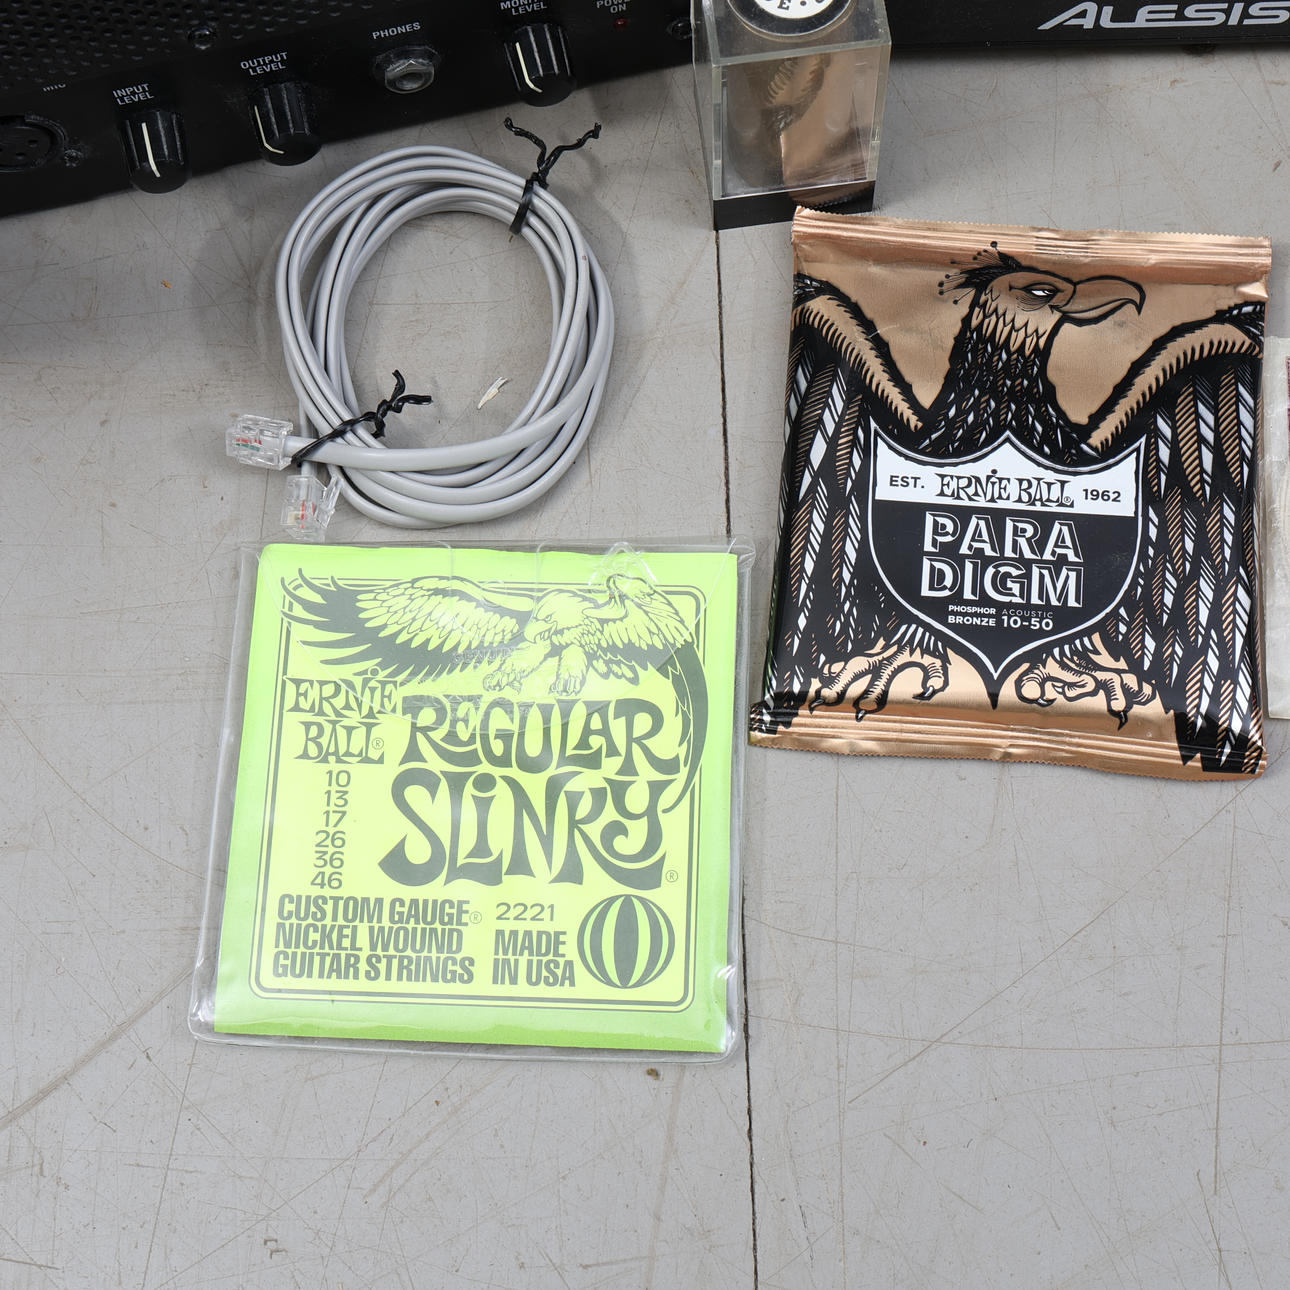 ALESIS
POWER
ON
LEVEL
PHONES
OUTPUT
LEVEL
INPUT
LEVEL
EST. ERNiE BALL® 1962
PARA
DIGM
PHOSPHOR ACOUSTIC
BRONZE 10-50
ERNiE
BALL®
REGULAR
SLiNKY®
10
13
17
26
36
46
CUSTOM GAUGE® 2221
NICKEL WOUND MADE
GUITAR STRINGS IN USA